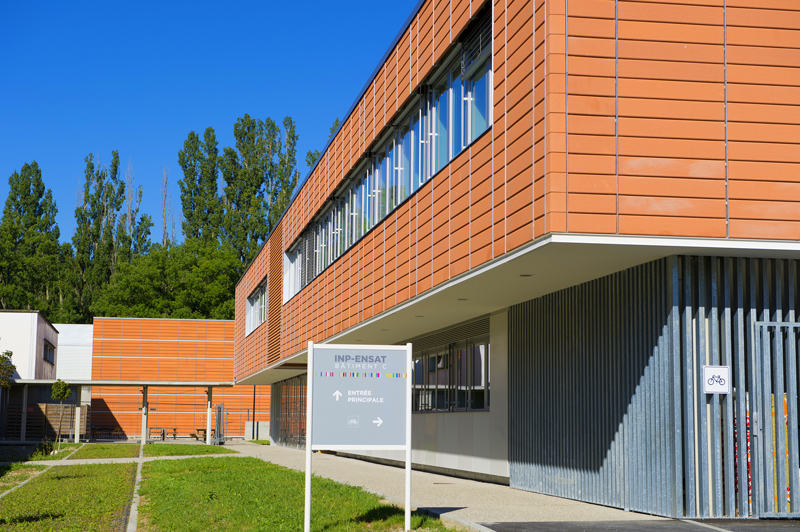 INP-ENSAT
BÂTIMENT C
ENTRÉE
PRINCIPALE